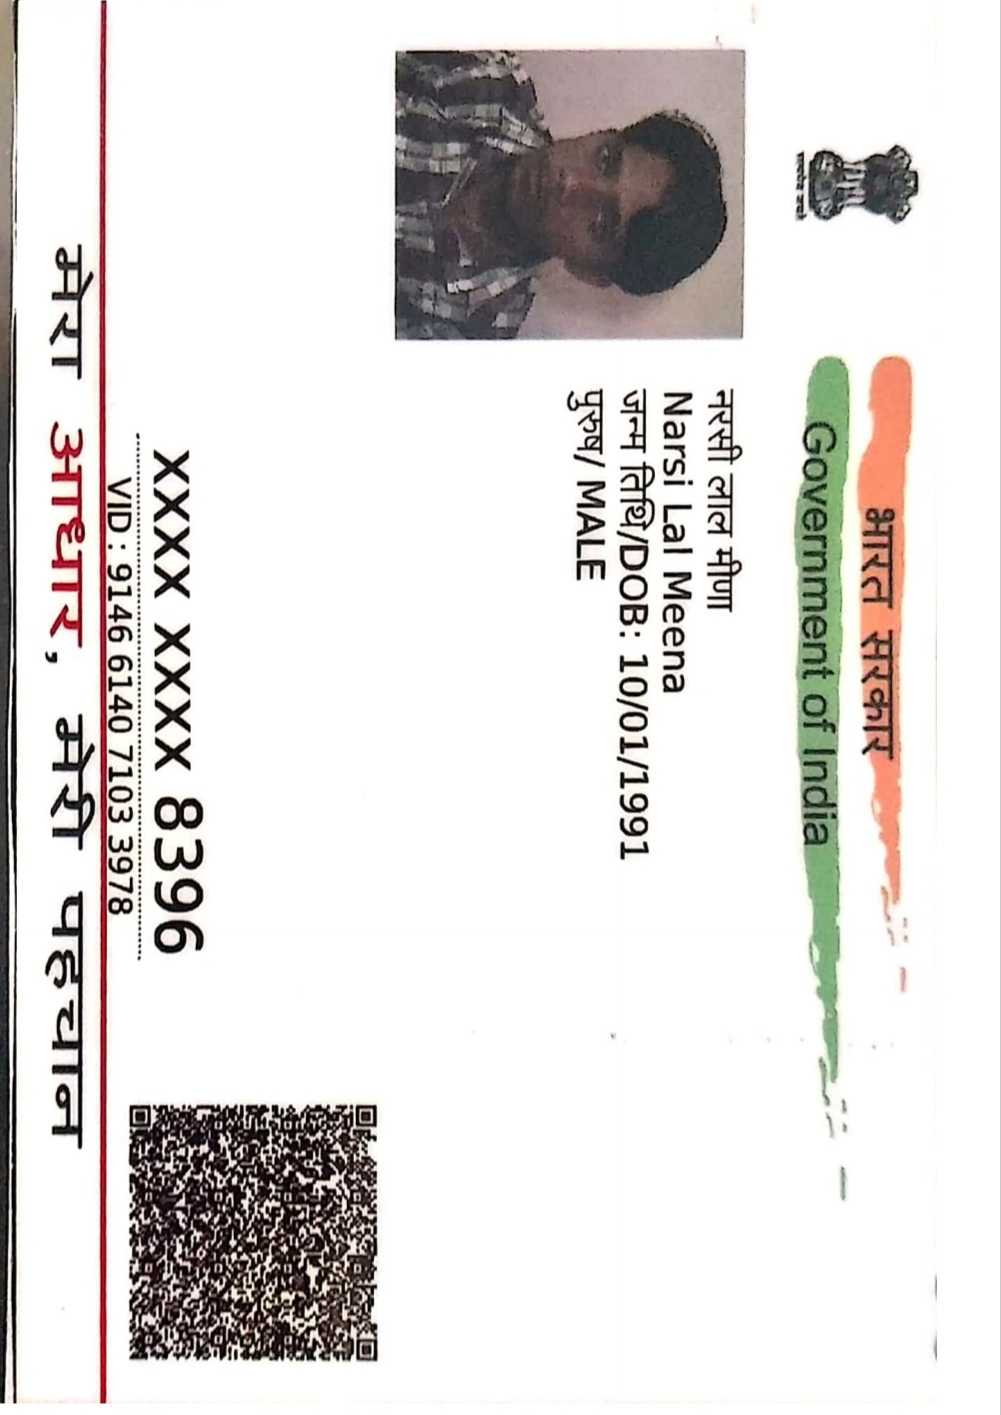 भारत सरकार
Government of India
नरसी लाल मीणा
Narsi Lal Meena
जन्म तिथि/DOB: 10/01/1991
पुरुष/ MALE
XXXX XXXX 8396
VID : 9146 6140 7103 3978
मेरा आधार, मेरी पहचान